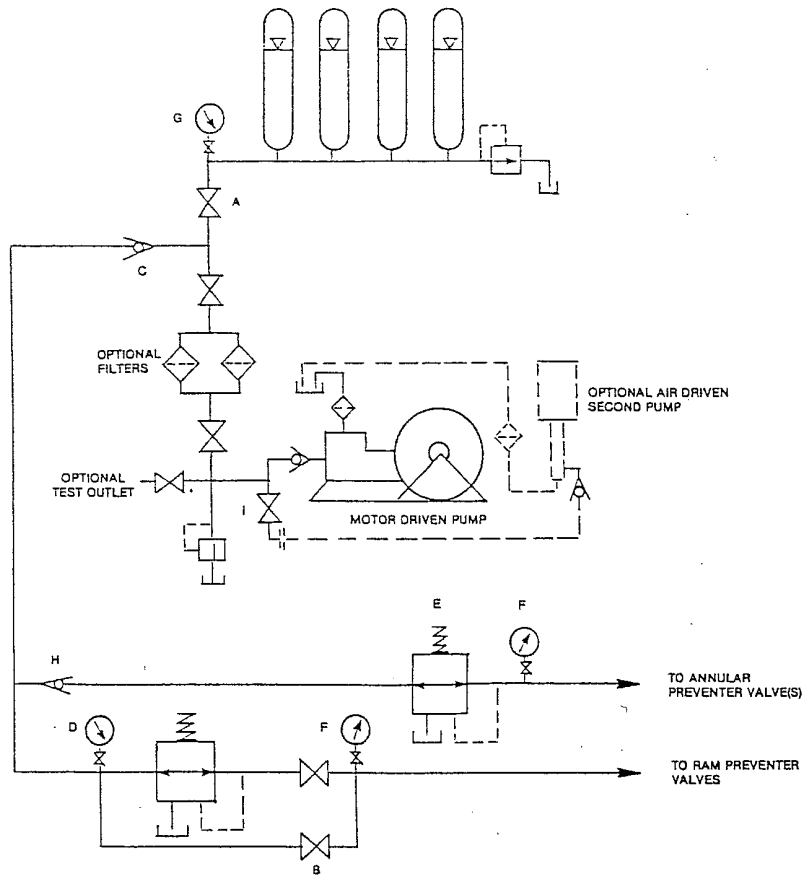 G
A
C
OPTIONAL
FILTERS
OPTIONAL AIR DRIVEN
SECOND PUMP
OPTIONAL
TEST OUTLET
I
MOTOR DRIVEN PUMP
E
F
H
TO ANNULAR
PREVENTER VALVE(S)
D
F
TO RAM PREVENTER
VALVES
B